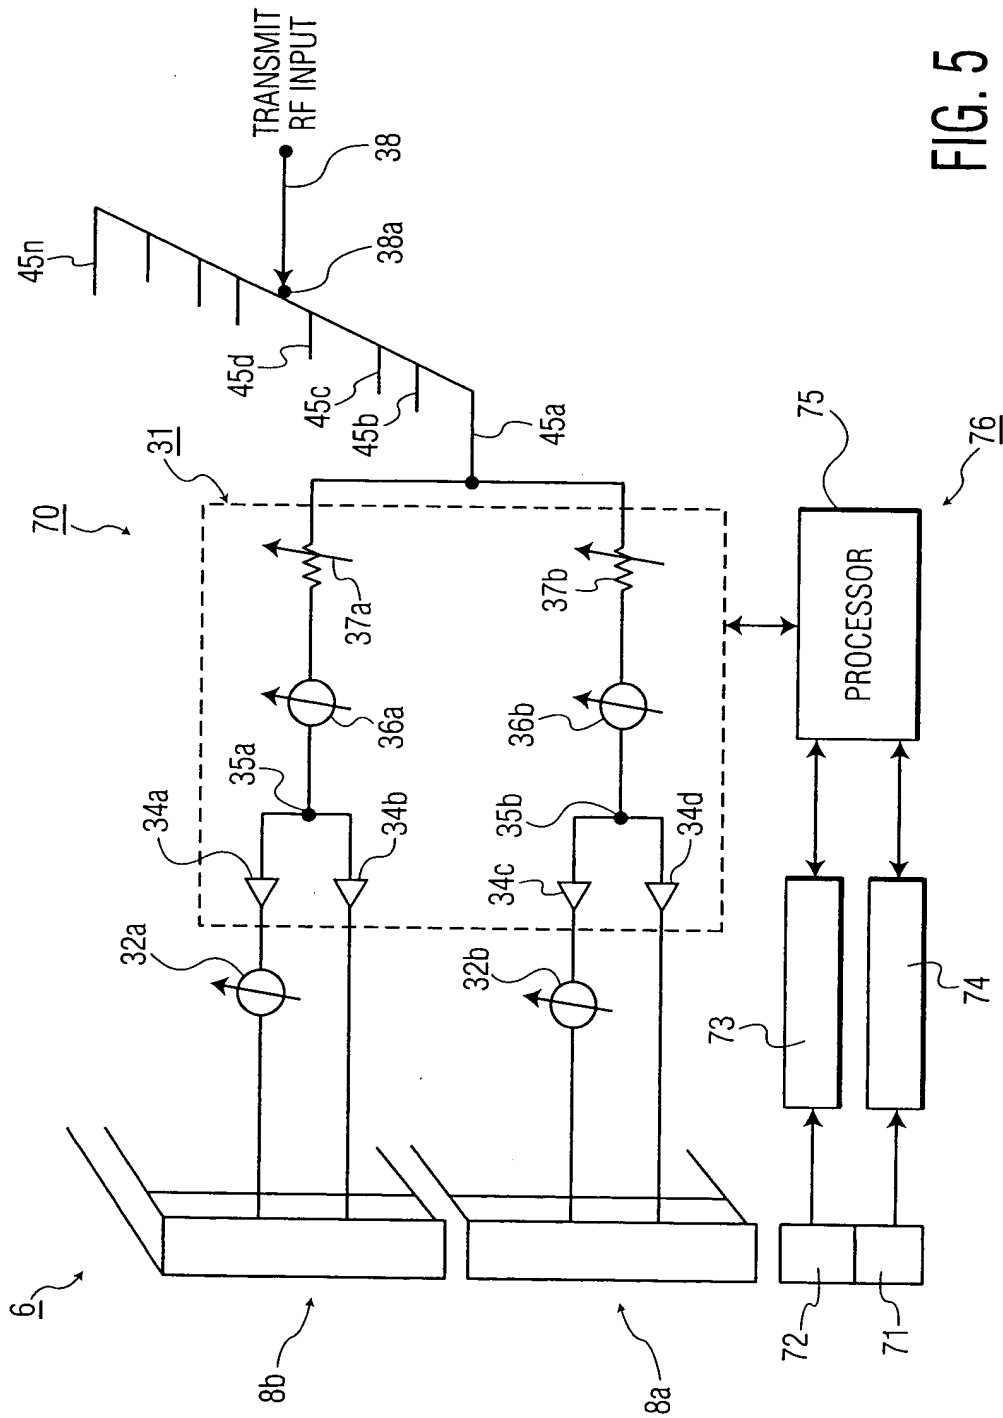 FIG. 5
TRANSMIT
RF INPUT
38
38a
45n
45d
45c
45b
45a
31
70
37a
37b
36a
36b
35a
35b
34a
34b
34c
34d
32a
32b
6
8b
8a
75
76
PROCESSOR
73
74
72
71